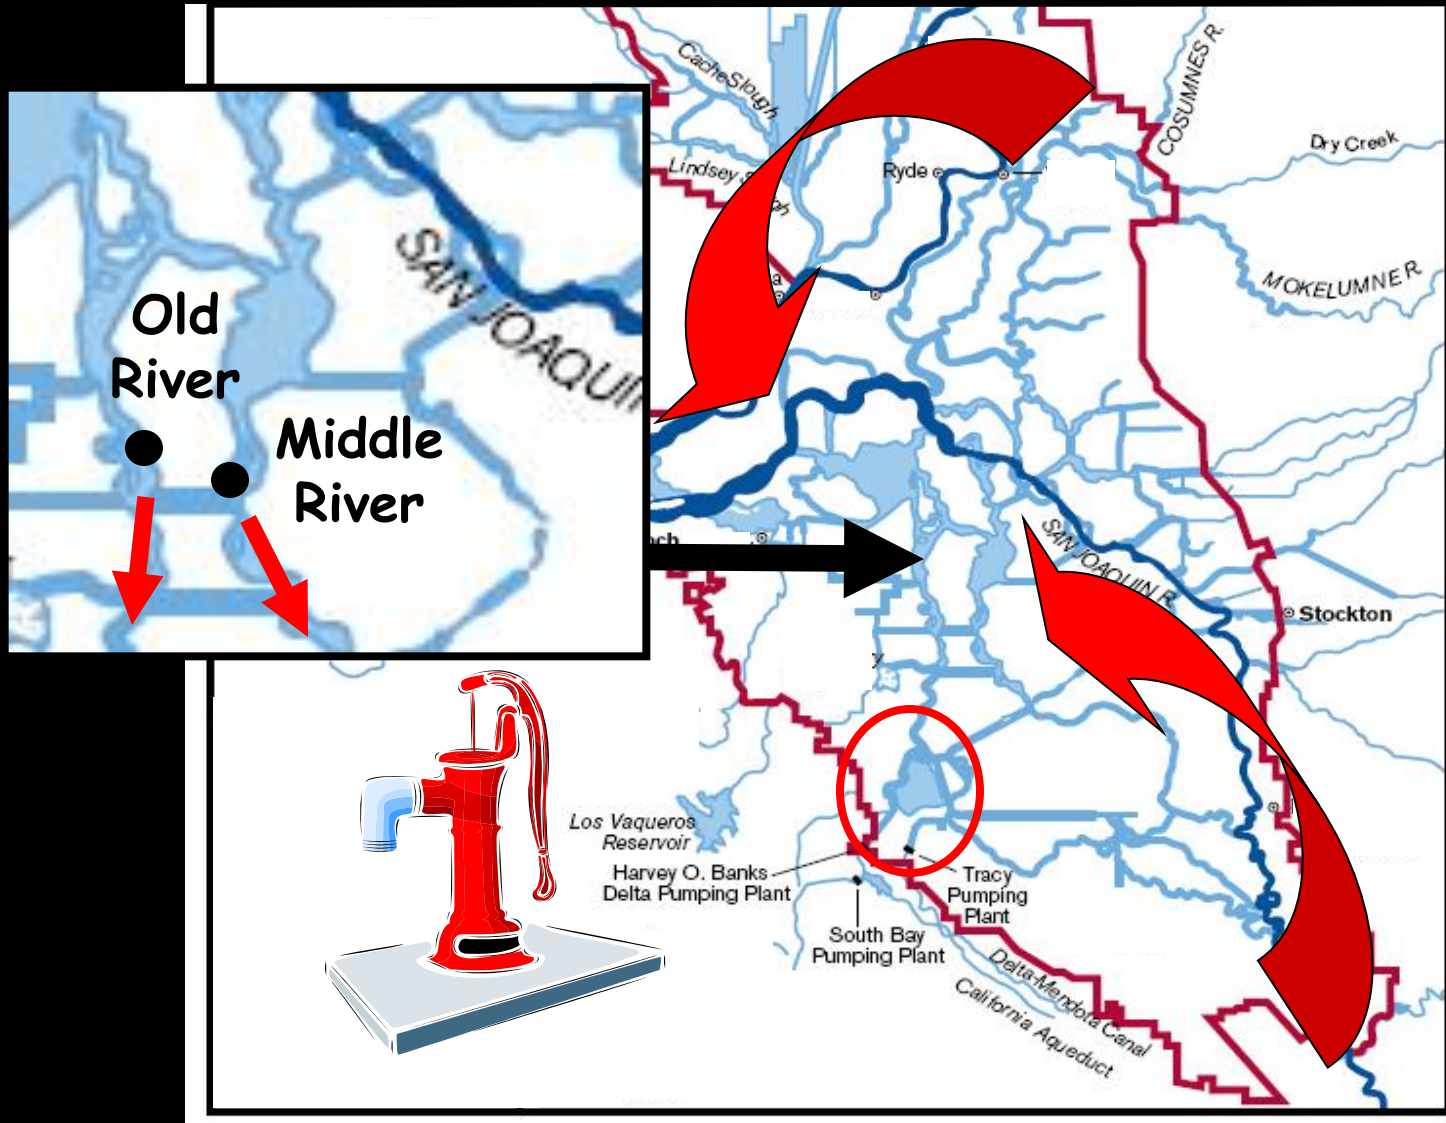 Cache Slough
COSUMNES R.
Dry Creek
Lindsey
Ryde
MOKELUMNE R.
Old
River
Middle
River
SAN JOAQUIN
SAN JOAQUIN R.
Stockton
Los Vaqueros
Reservoir
Harvey O. Banks
Delta Pumping Plant
Tracy
Pumping
Plant
South Bay
Pumping Plant
Delta-Mendota Canal
California Aqueduct